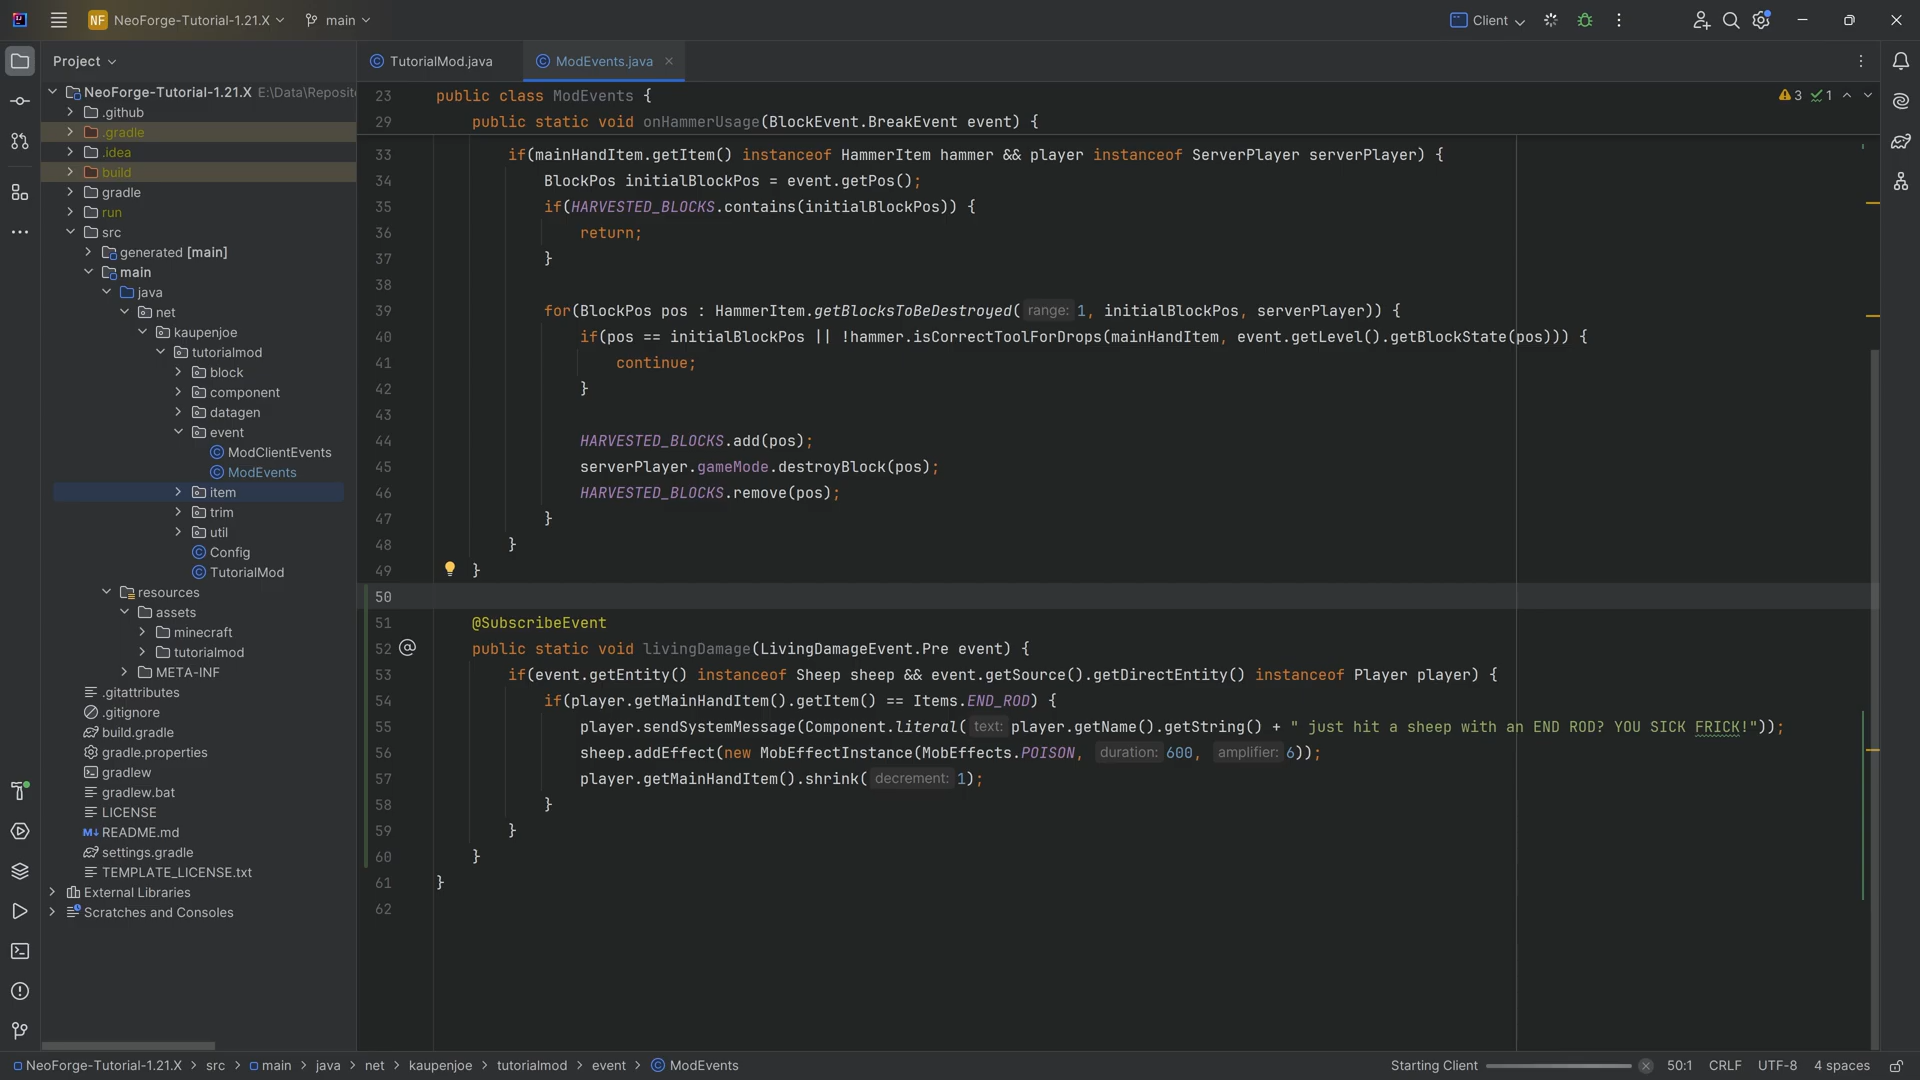 NF NeoForge-Tutorial-1.21.X main Client
Project
TutorialMod.java ModEvents.java
NeoForge-Tutorial-1.21.X E:\Data\Reposit
.github
.gradle
.idea
build
gradle
run
src
generated [main]
main
java
net
kaupenjoe
tutorialmod
block
component
datagen
event
ModClientEvents
ModEvents
item
trim
util
Config
TutorialMod
resources
assets
minecraft
tutorialmod
META-INF
.gitattributes
.gitignore
build.gradle
gradle.properties
gradlew
gradlew.bat
LICENSE
M↓ README.md
settings.gradle
TEMPLATE_LICENSE.txt
External Libraries
Scratches and Consoles
3 1
23 public class ModEvents {
29 public static void onHammerUsage(BlockEvent.BreakEvent event) {
33 if(mainHandItem.getItem() instanceof HammerItem hammer && player instanceof ServerPlayer serverPlayer) {
34 BlockPos initialBlockPos = event.getPos();
35 if(HARVESTED_BLOCKS.contains(initialBlockPos)) {
36 return;
37 }
38
39 for(BlockPos pos : HammerItem.getBlocksToBeDestroyed( range: 1, initialBlockPos, serverPlayer)) {
40 if(pos == initialBlockPos || !hammer.isCorrectToolForDrops(mainHandItem, event.getLevel().getBlockState(pos))) {
41 continue;
42 }
43
44 HARVESTED_BLOCKS.add(pos);
45 serverPlayer.gameMode.destroyBlock(pos);
46 HARVESTED_BLOCKS.remove(pos);
47 }
48 }
49 }
50
51 @SubscribeEvent
52 public static void livingDamage(LivingDamageEvent.Pre event) {
53 if(event.getEntity() instanceof Sheep sheep && event.getSource().getDirectEntity() instanceof Player player) {
54 if(player.getMainHandItem().getItem() == Items.END_ROD) {
55 player.sendSystemMessage(Component.literal( text: player.getName().getString() + " just hit a sheep with an END ROD? YOU SICK FRICK!"));
56 sheep.addEffect(new MobEffectInstance(MobEffects.POISON, duration: 600, amplifier: 6));
57 player.getMainHandItem().shrink( decrement: 1);
58 }
59 }
60 }
61 }
62
NeoForge-Tutorial-1.21.X > src > main > java > net > kaupenjoe > tutorialmod > event > ModEvents
Starting Client 50:1 CRLF UTF-8 4 spaces